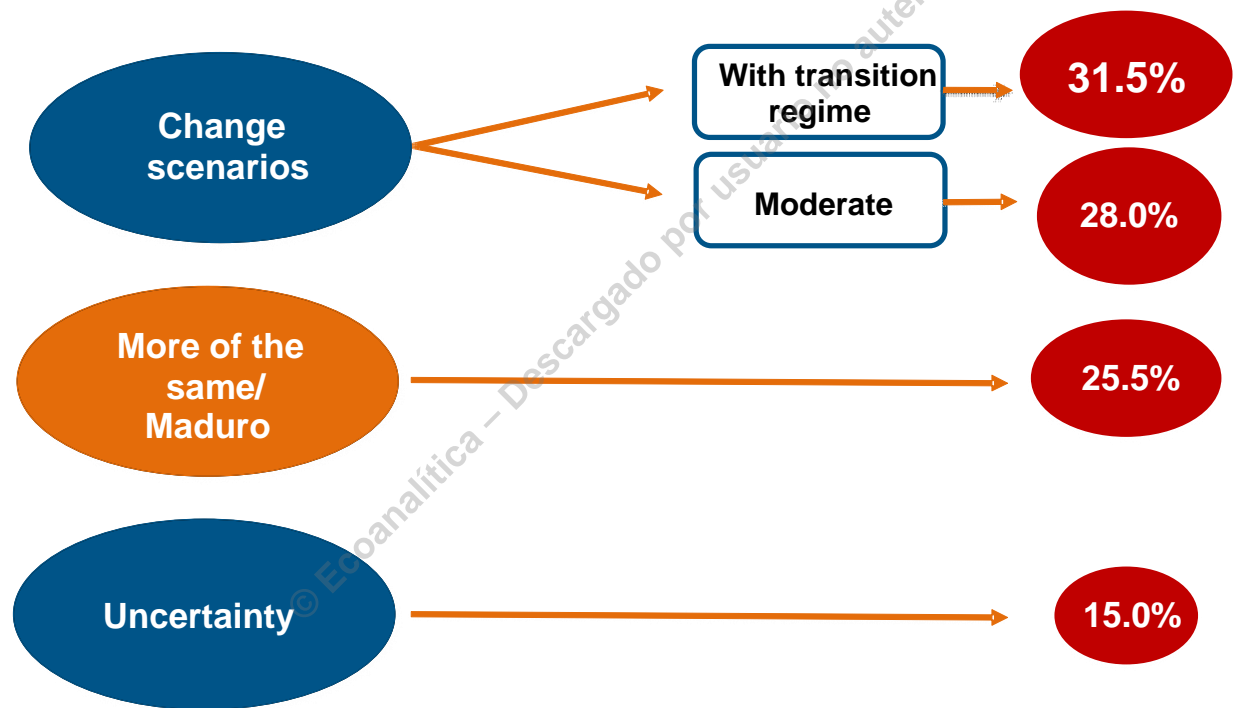 Change
scenarios
With transition
regime
31.5%
Moderate
28.0%
More of the
same/
Maduro
25.5%
Uncertainty
15.0%
© Ecoanalítica – Descargado por usuario no auten